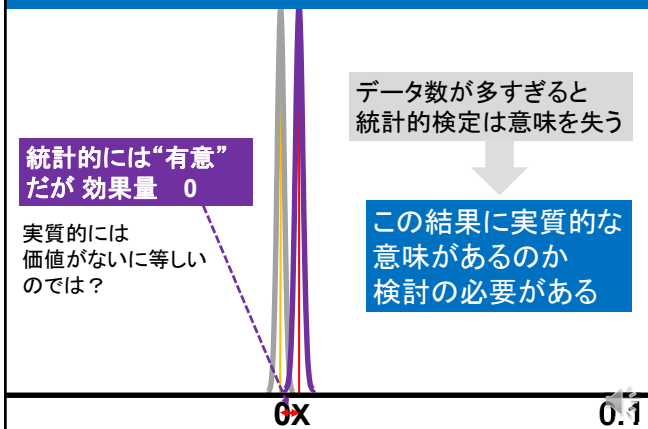 データ数が多すぎると
統計的検定は意味を失う
統計的には“有意”
だが 効果量　0
実質的には
価値がないに等しい
のでは？
この結果に実質的な
意味があるのか
検討の必要がある
0X
0.1